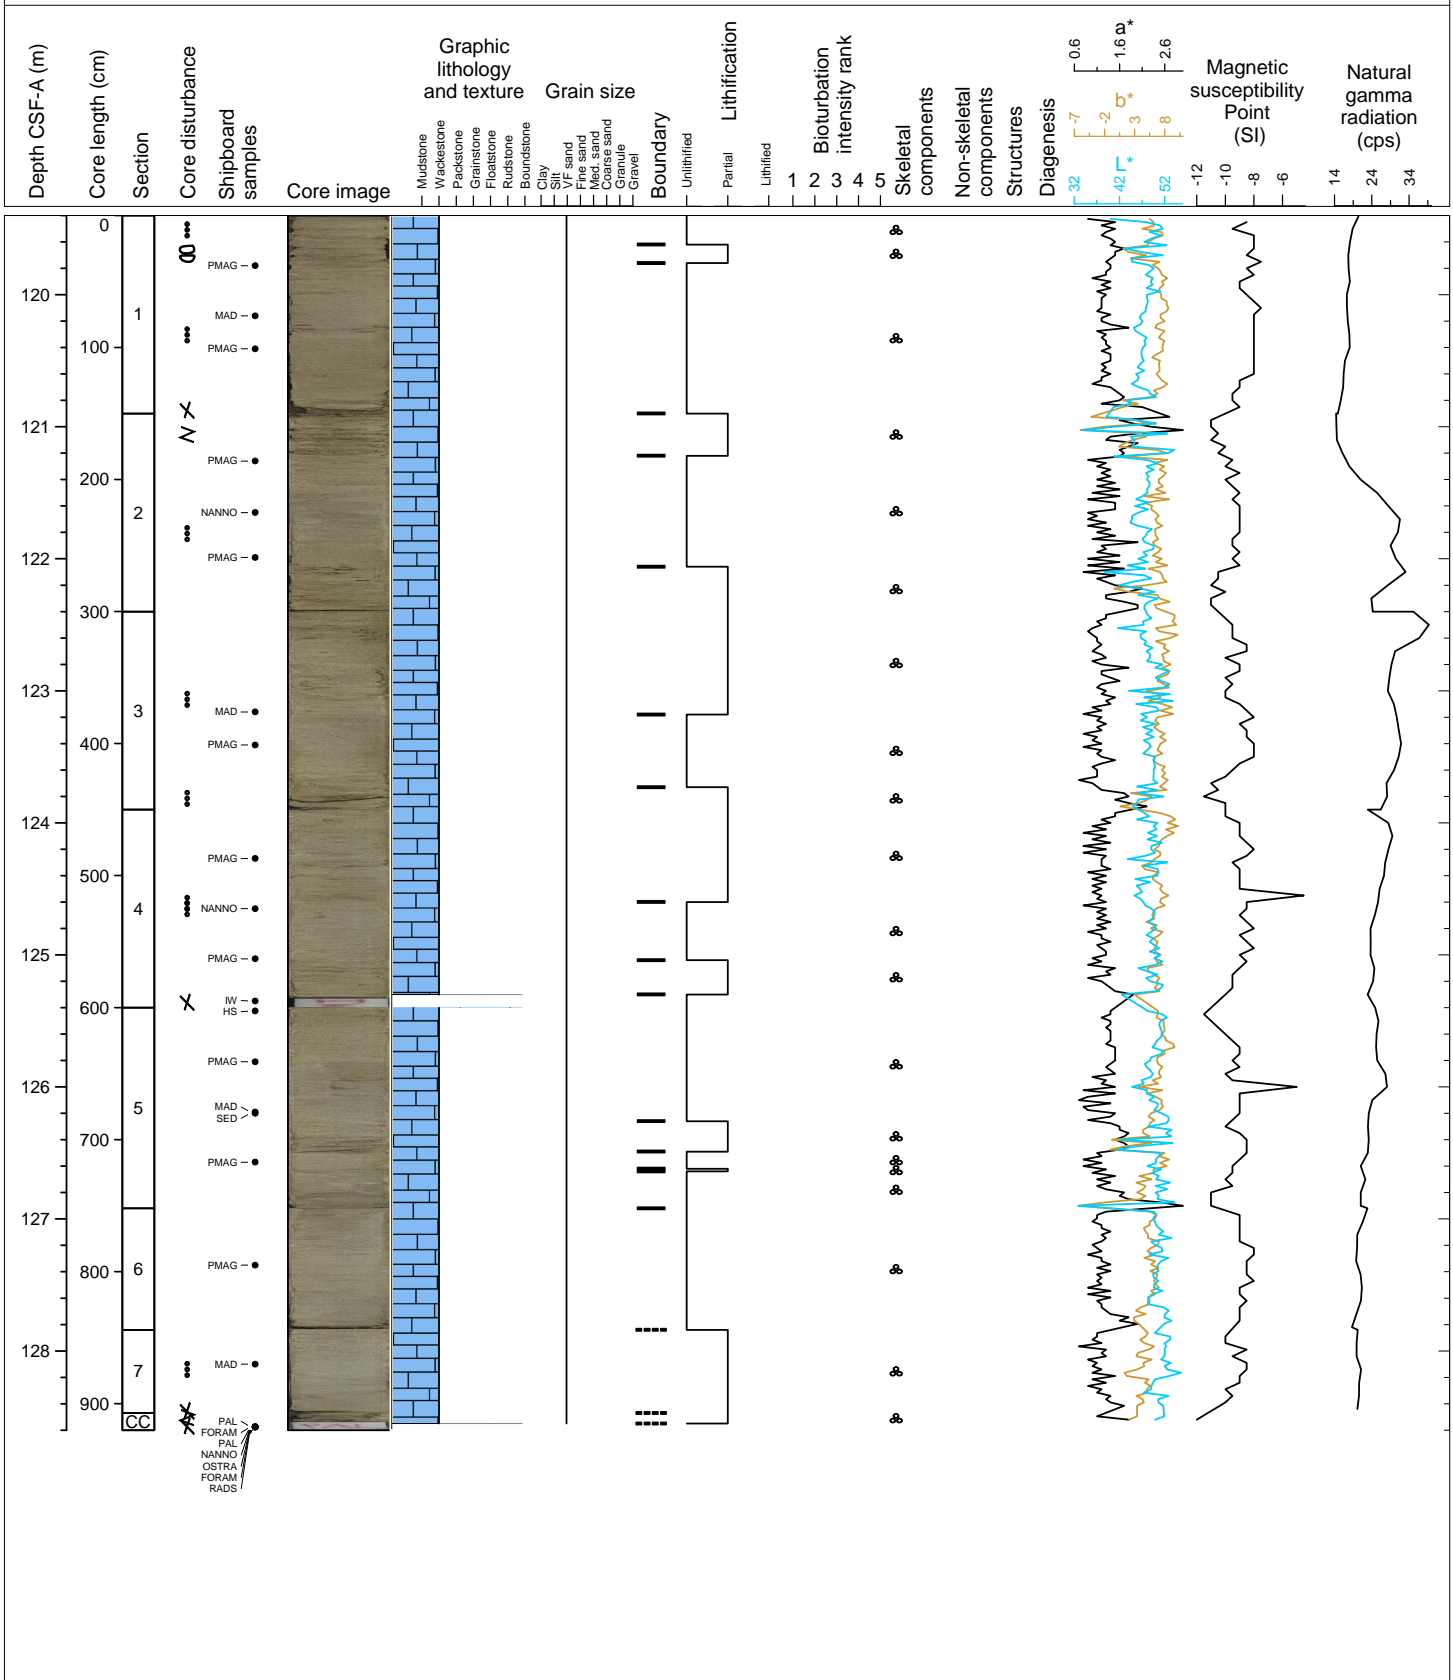 Depth CSF-A (m)
Core length (cm)
Section
Core disturbance
Shipboard
samples
Core image
Graphic
lithology
and texture
Mudstone
Wackestone
Packstone
Grainstone
Floatstone
Rudstone
Boundstone
Grain size
Clay
Silt
VF sand
Fine sand
Med. sand
Coarse sand
Granule
Gravel
Boundary
Lithification
Unlithified
Partial
Lithified
Bioturbation
intensity rank
1 2 3 4 5
Skeletal
components
Non-skeletal
components
Structures
Diagenesis
a*
0.6 1.6 2.6
b*
-7 -2 3 8
L*
32 42 52
Magnetic
susceptibility
Point
(SI)
-12 -10 -8 -6
Natural
gamma
radiation
(cps)
14 24 34
0
PMAG
120
1
MAD
100
PMAG
121
PMAG
200
2
NANNO
122
PMAG
300
123
3
MAD
400
PMAG
124
PMAG
500
4
NANNO
125
PMAG
IW
600
HS
PMAG
126
5
MAD
SED
700
PMAG
127
6
PMAG
800
128
7
MAD
900
CC
PAL
FORAM
PAL
NANNO
OSTRA
FORAM
RADS